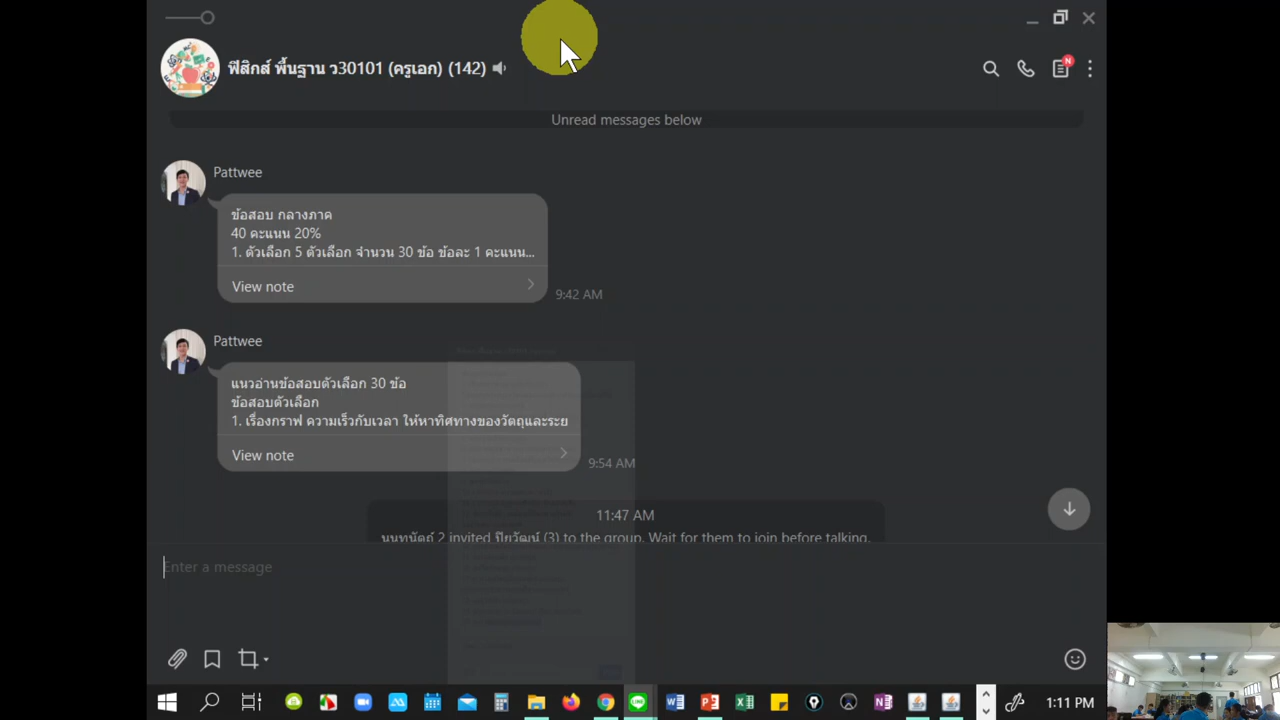 ฟิสิกส์ พื้นฐาน ว30101 (ครูเอก) (142)
Unread messages below
Pattwee
ข้อสอบ กลางภาค
40 คะแนน 20%
1. ตัวเลือก 5 ตัวเลือก จำนวน 30 ข้อ ข้อละ 1 คะแนน...
View note
9:42 AM
Pattwee
แนวอ่านข้อสอบตัวเลือก 30 ข้อ
ข้อสอบตัวเลือก
1. เรื่องกราฟ ความเร็วกับเวลา ให้หาทิศทางของวัตถุและระย
View note
9:54 AM
11:47 AM
นนทนัตถ์ 2 invited ปิยวัฒน์ (3) to the group. Wait for them to join before talking.
Enter a message
1:11 PM